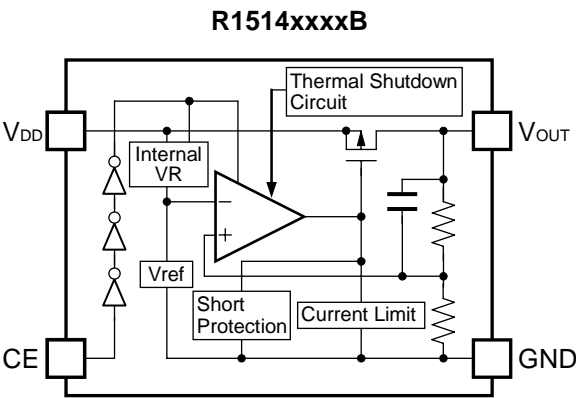 R1514xxxxB
Thermal Shutdown
Circuit
VDD
VOUT
Internal
VR
−
+
Vref
Short
Protection
Current Limit
CE
GND